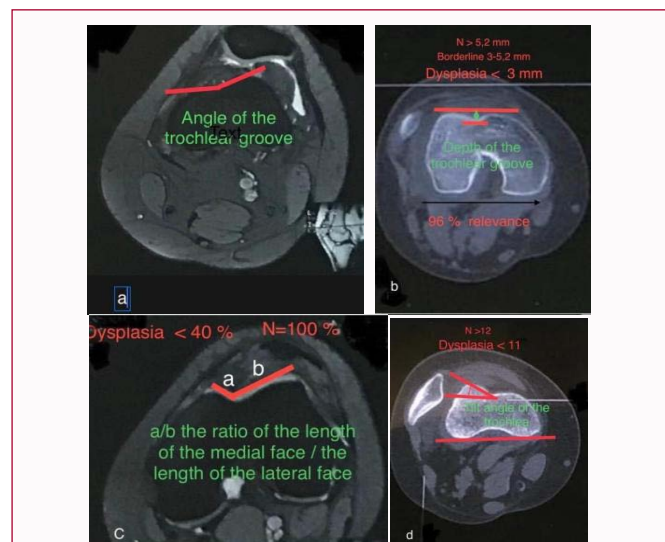 Angle of the
Text
trochlear groove
a
N > 5,2 mm
Borderline 3-5,2 mm
Dysplasia < 3 mm
Depth of the
trochlear groove
96 % relevance
b
Dysplasia < 40 % N=100 %
a b
a/b the ratio of the length
of the medial face / the
length of the lateral face
C
N >12
Dysplasia < 11
angle of the
trochlea
d